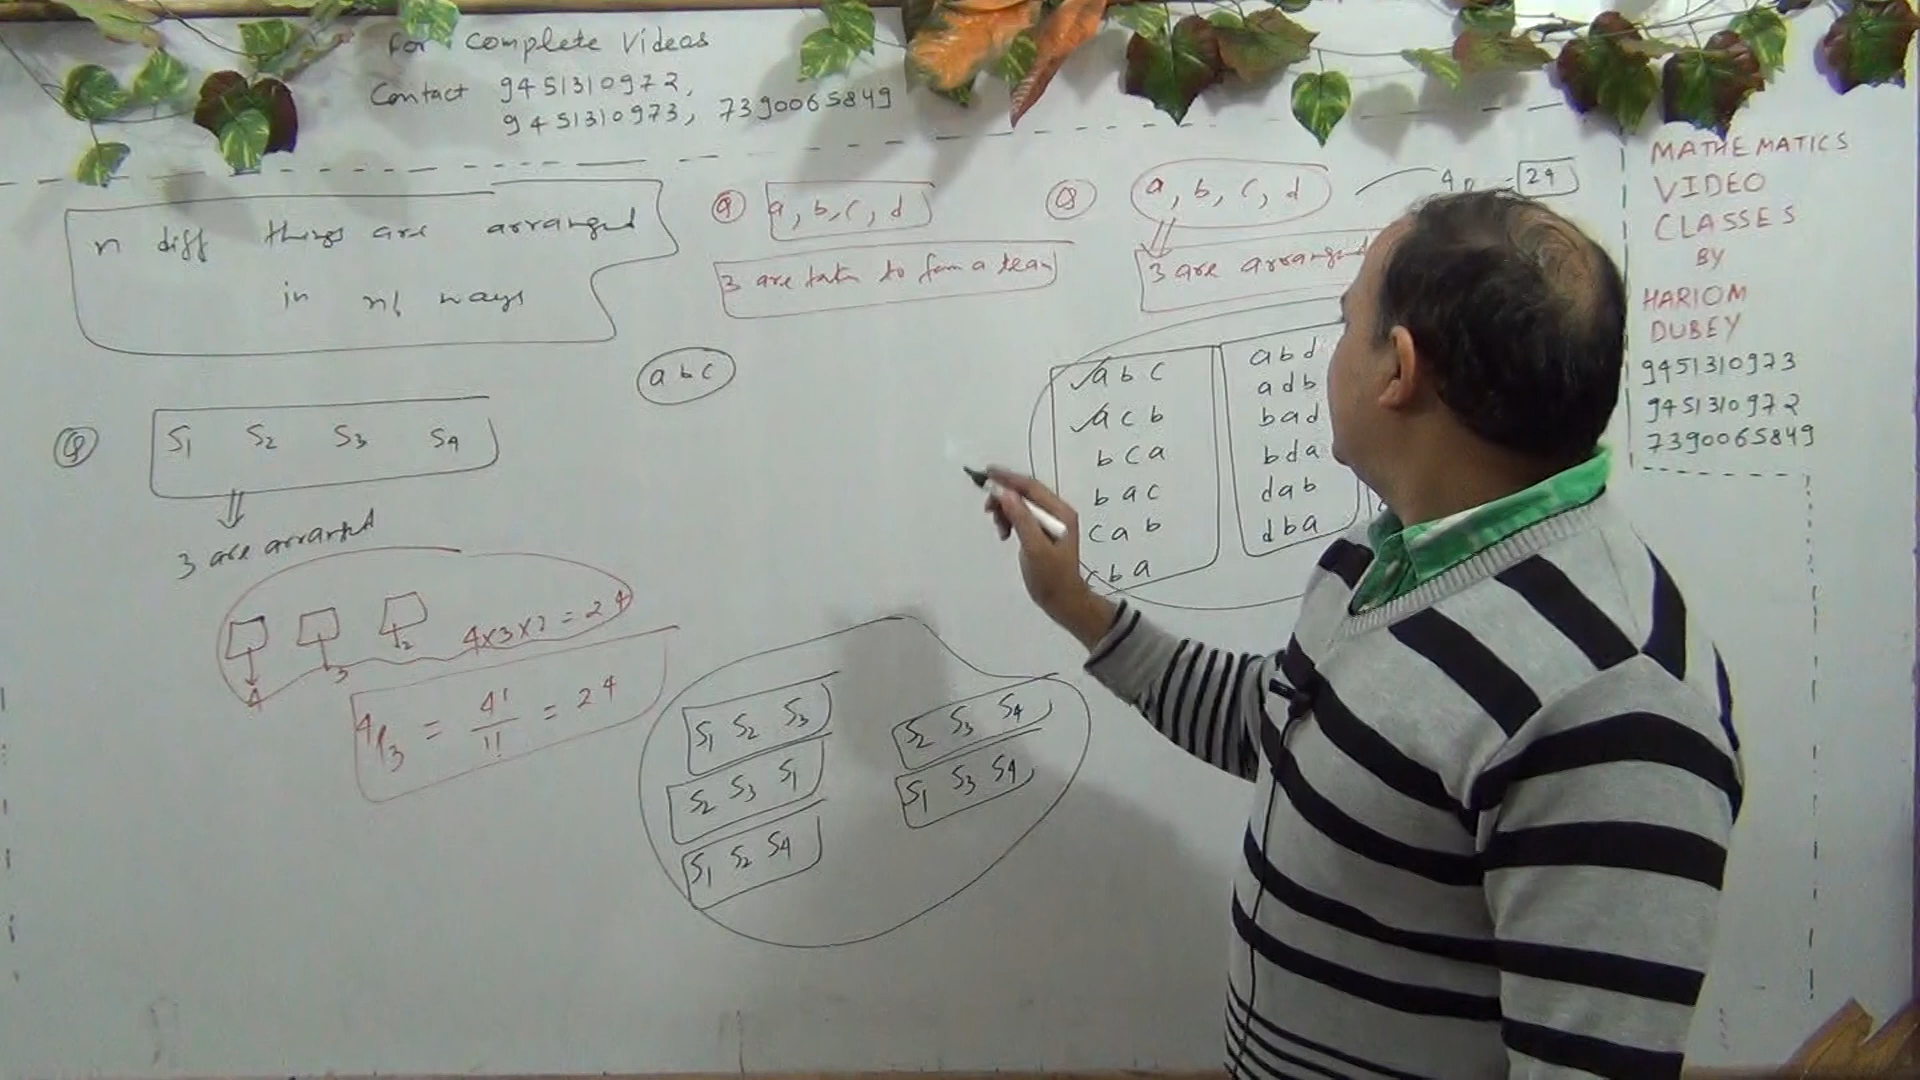 For Complete Videos
Contact 9451310972,
9451310973, 7390065849
n diff things are arranged
in n! ways
Q S1 S2 S3 S4
3 are arranged
4 3 2 4x3x2 = 24
4P3 = 4!/1! = 24
Q a, b, c, d
3 are taken to form a team
a b c
S1 S2 S3
S2 S3 S1
S1 S2 S4
S2 S3 S4
S1 S3 S4
Q a, b, c, d
4P = 24
3 are arranged
a b c
a c b
b c a
b a c
c a b
c b a
a b d
a d b
b a d
b d a
d a b
d b a
MATHEMATICS
VIDEO
CLASSES
BY
HARIOM
DUBEY
9451310973
9451310972
7390065849